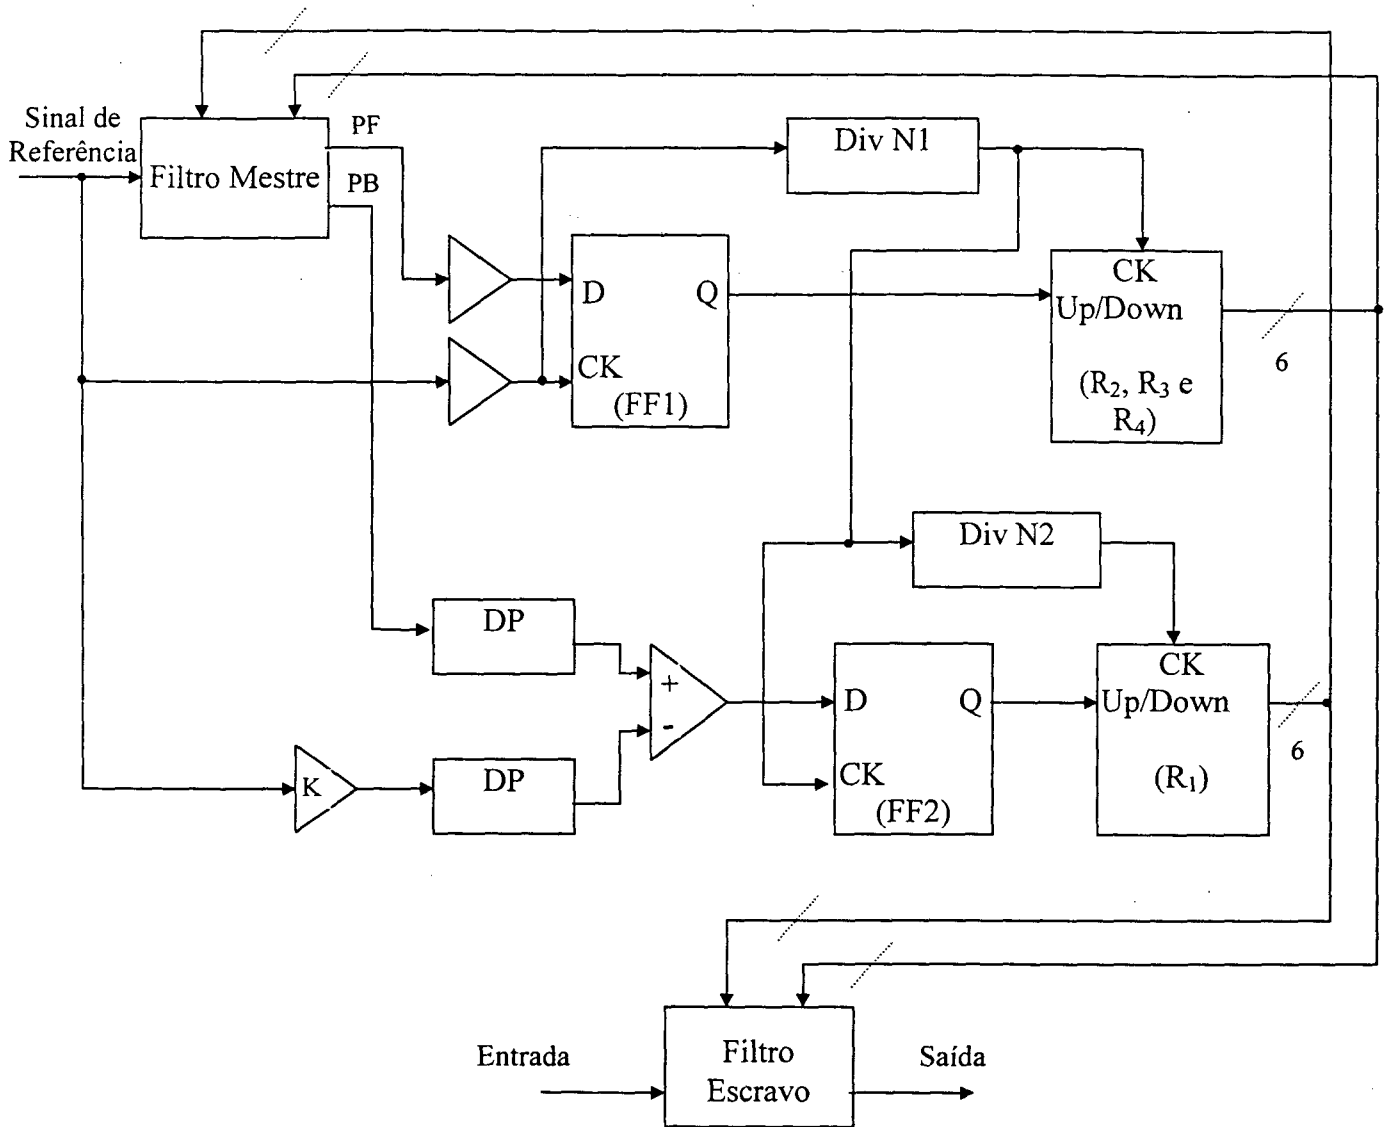 Sinal de
Referência
Filtro Mestre
PF
PB
Div N1
D
Q
CK
(FF1)
CK
Up/Down
(R₂, R₃ e
R₄)
6
Div N2
DP
+
-
D
Q
CK
(FF2)
CK
Up/Down
(R₁)
6
K
DP
Entrada
Filtro
Escravo
Saída